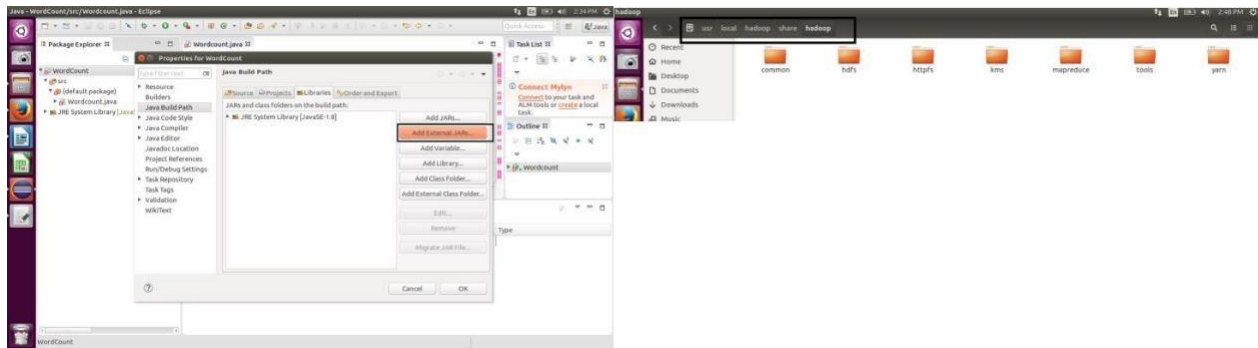 Java - WordCount/src/Wordcount.java - Eclipse
2:34 PM
Quick Access
Java
Package Explorer
Wordcount.java
Task List
WordCount
src
(default package)
Wordcount.java
JRE System Library [Java
Properties for WordCount
type filter text
Resource
Builders
Java Build Path
Java Code Style
Java Compiler
Java Editor
Javadoc Location
Project References
Run/Debug Settings
Task Repository
Task Tags
Validation
WikiText
Java Build Path
Source Projects Libraries Order and Export
JARs and class folders on the build path:
JRE System Library [JavaSE-1.8]
Add JARs...
Add External JARs...
Add Variable...
Add Library...
Add Class Folder...
Add External Class Folder...
Edit...
Remove
Migrate JAR File...
Cancel OK
Connect Mylyn
Connect to your task and
ALM tools or create a local
task.
Outline
Wordcount
Type
WordCount
hadoop
2:48 PM
usr local hadoop share hadoop
Recent
Home
Desktop
Documents
Downloads
Music
common hdfs httpfs kms mapreduce tools yarn